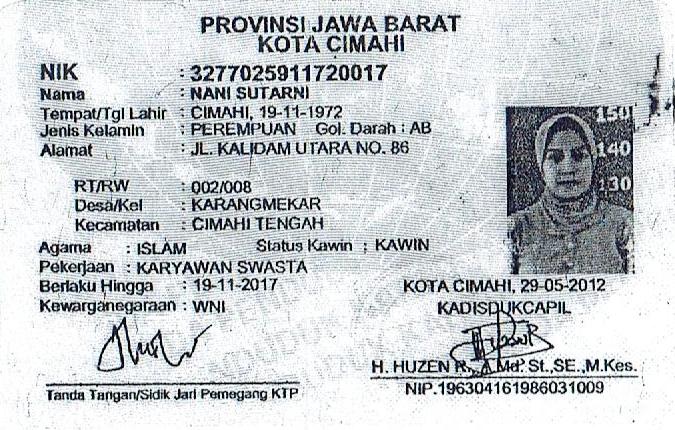 PROVINSI JAWA BARAT
KOTA CIMAHI
NIK : 3277025911720017
Nama : NANI SUTARNI
Tempat/Tgl Lahir : CIMAHI, 19-11-1972
Jenis Kelamin : PEREMPUAN Gol. Darah : AB
Alamat : JL. KALIDAM UTARA NO. 86
RT/RW : 002/008
Desa/Kel : KARANGMEKAR
Kecamatan : CIMAHI TENGAH
Agama : ISLAM Status Kawin : KAWIN
Pekerjaan : KARYAWAN SWASTA
Berlaku Hingga : 19-11-2017
Kewarganegaraan : WNI
150
140
130
KOTA CIMAHI, 29-05-2012
KADISDUKCAPIL
H. HUZEN R., A.Md. St.,SE.,M.Kes.
NIP.196304161986031009
Tanda Tangan/Sidik Jari Pemegang KTP